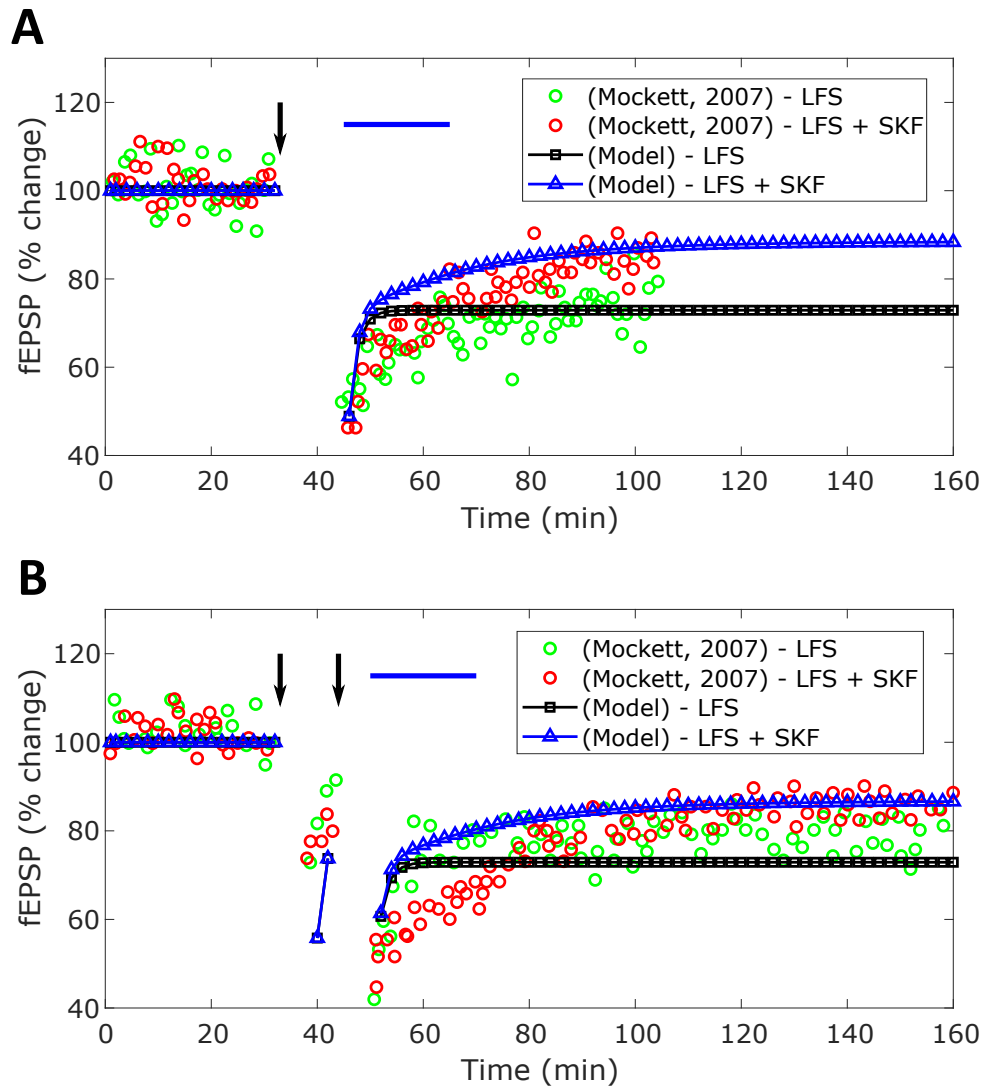 A
fEPSP (% change)
120
100
80
60
40
(Mockett, 2007) - LFS
(Mockett, 2007) - LFS + SKF
(Model) - LFS
(Model) - LFS + SKF
0 20 40 60 80 100 120 140 160
Time (min)
B
fEPSP (% change)
120
100
80
60
40
(Mockett, 2007) - LFS
(Mockett, 2007) - LFS + SKF
(Model) - LFS
(Model) - LFS + SKF
0 20 40 60 80 100 120 140 160
Time (min)